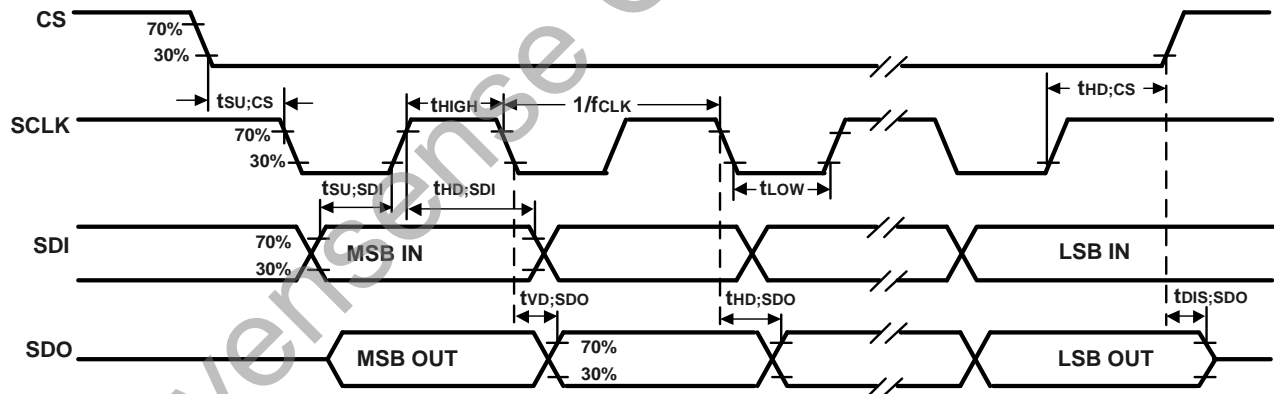 CS
70%
30%
tSU;CS
tHIGH
1/fCLK
tHD;CS
SCLK
70%
30%
tSU;SDI
tHD;SDI
tLOW
SDI
70%
30%
MSB IN
LSB IN
tVD;SDO
tHD;SDO
tDIS;SDO
SDO
MSB OUT
70%
30%
LSB OUT
vensense C